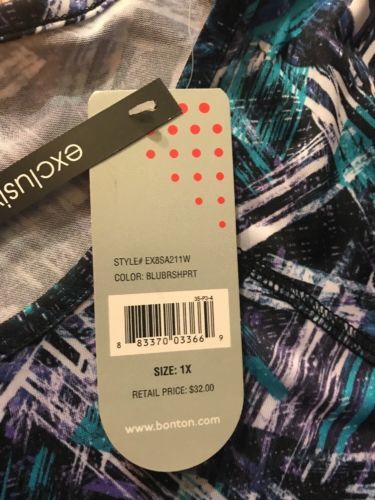 exclusi
STYLE# EX8SA211W
COLOR: BLUBRSHPRT
35-P3-4
8 83370 03366 9
SIZE: 1X
RETAIL PRICE: $32.00
www.bonton.com®